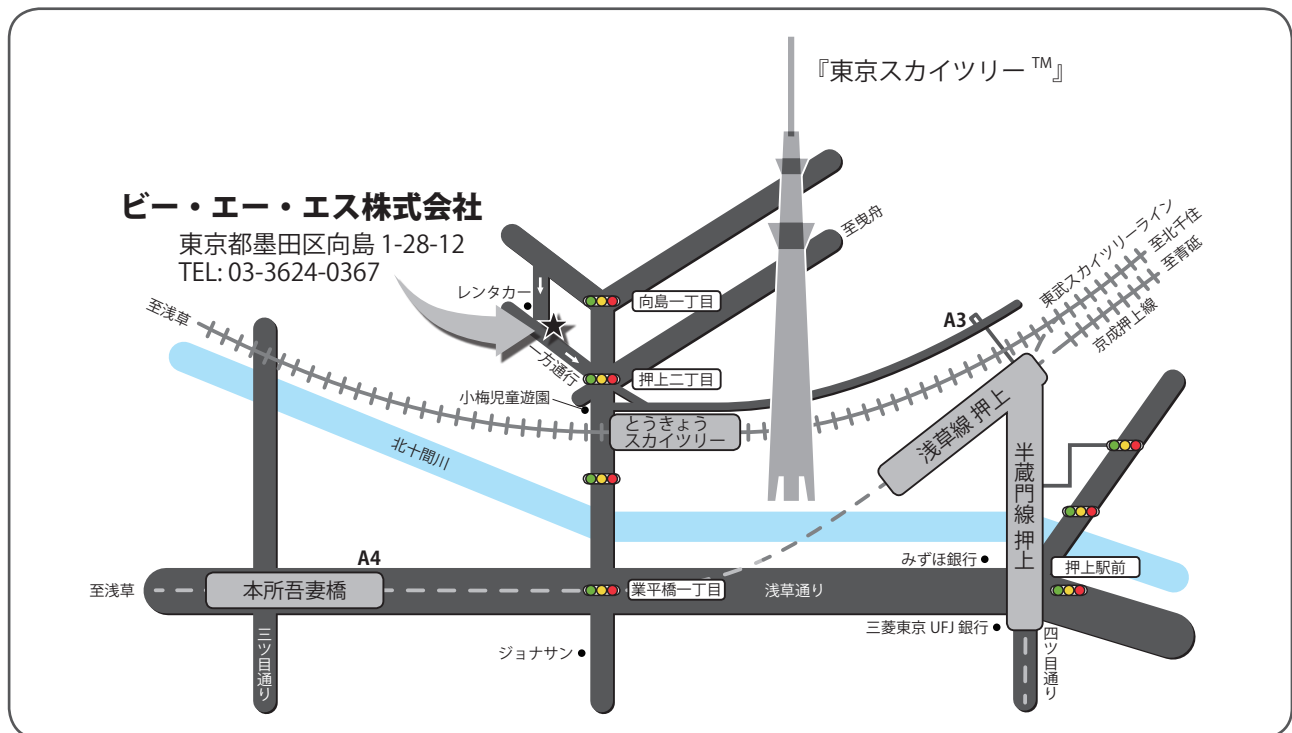 『東京スカイツリー™』
ビー・エー・エス株式会社
東京都墨田区向島 1-28-12
TEL: 03-3624-0367
至曳舟
東武スカイツリーライン
至北千住
至青砥
京成押上線
レンタカー
向島一丁目
至浅草
A3
一方通行
押上二丁目
小梅児童遊園
とうきょう
スカイツリー
浅草線 押上
北十間川
半蔵門線 押上
A4
みずほ銀行
押上駅前
至浅草
本所吾妻橋
業平橋一丁目
浅草通り
三菱東京 UFJ 銀行
三ツ目通り
ジョナサン
四ツ目通り